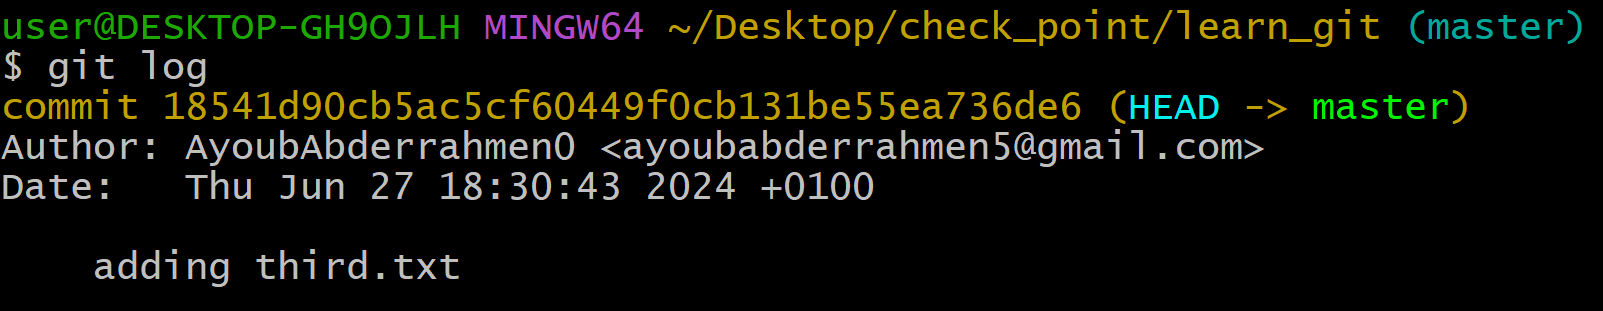 user@DESKTOP-GH9OJLH MINGW64 ~/Desktop/check_point/learn_git (master)
$ git log
commit 18541d90cb5ac5cf60449f0cb131be55ea736de6 (HEAD -> master)
Author: AyoubAbderrahmen0 <ayoubabderrahmen5@gmail.com>
Date:   Thu Jun 27 18:30:43 2024 +0100
    adding third.txt